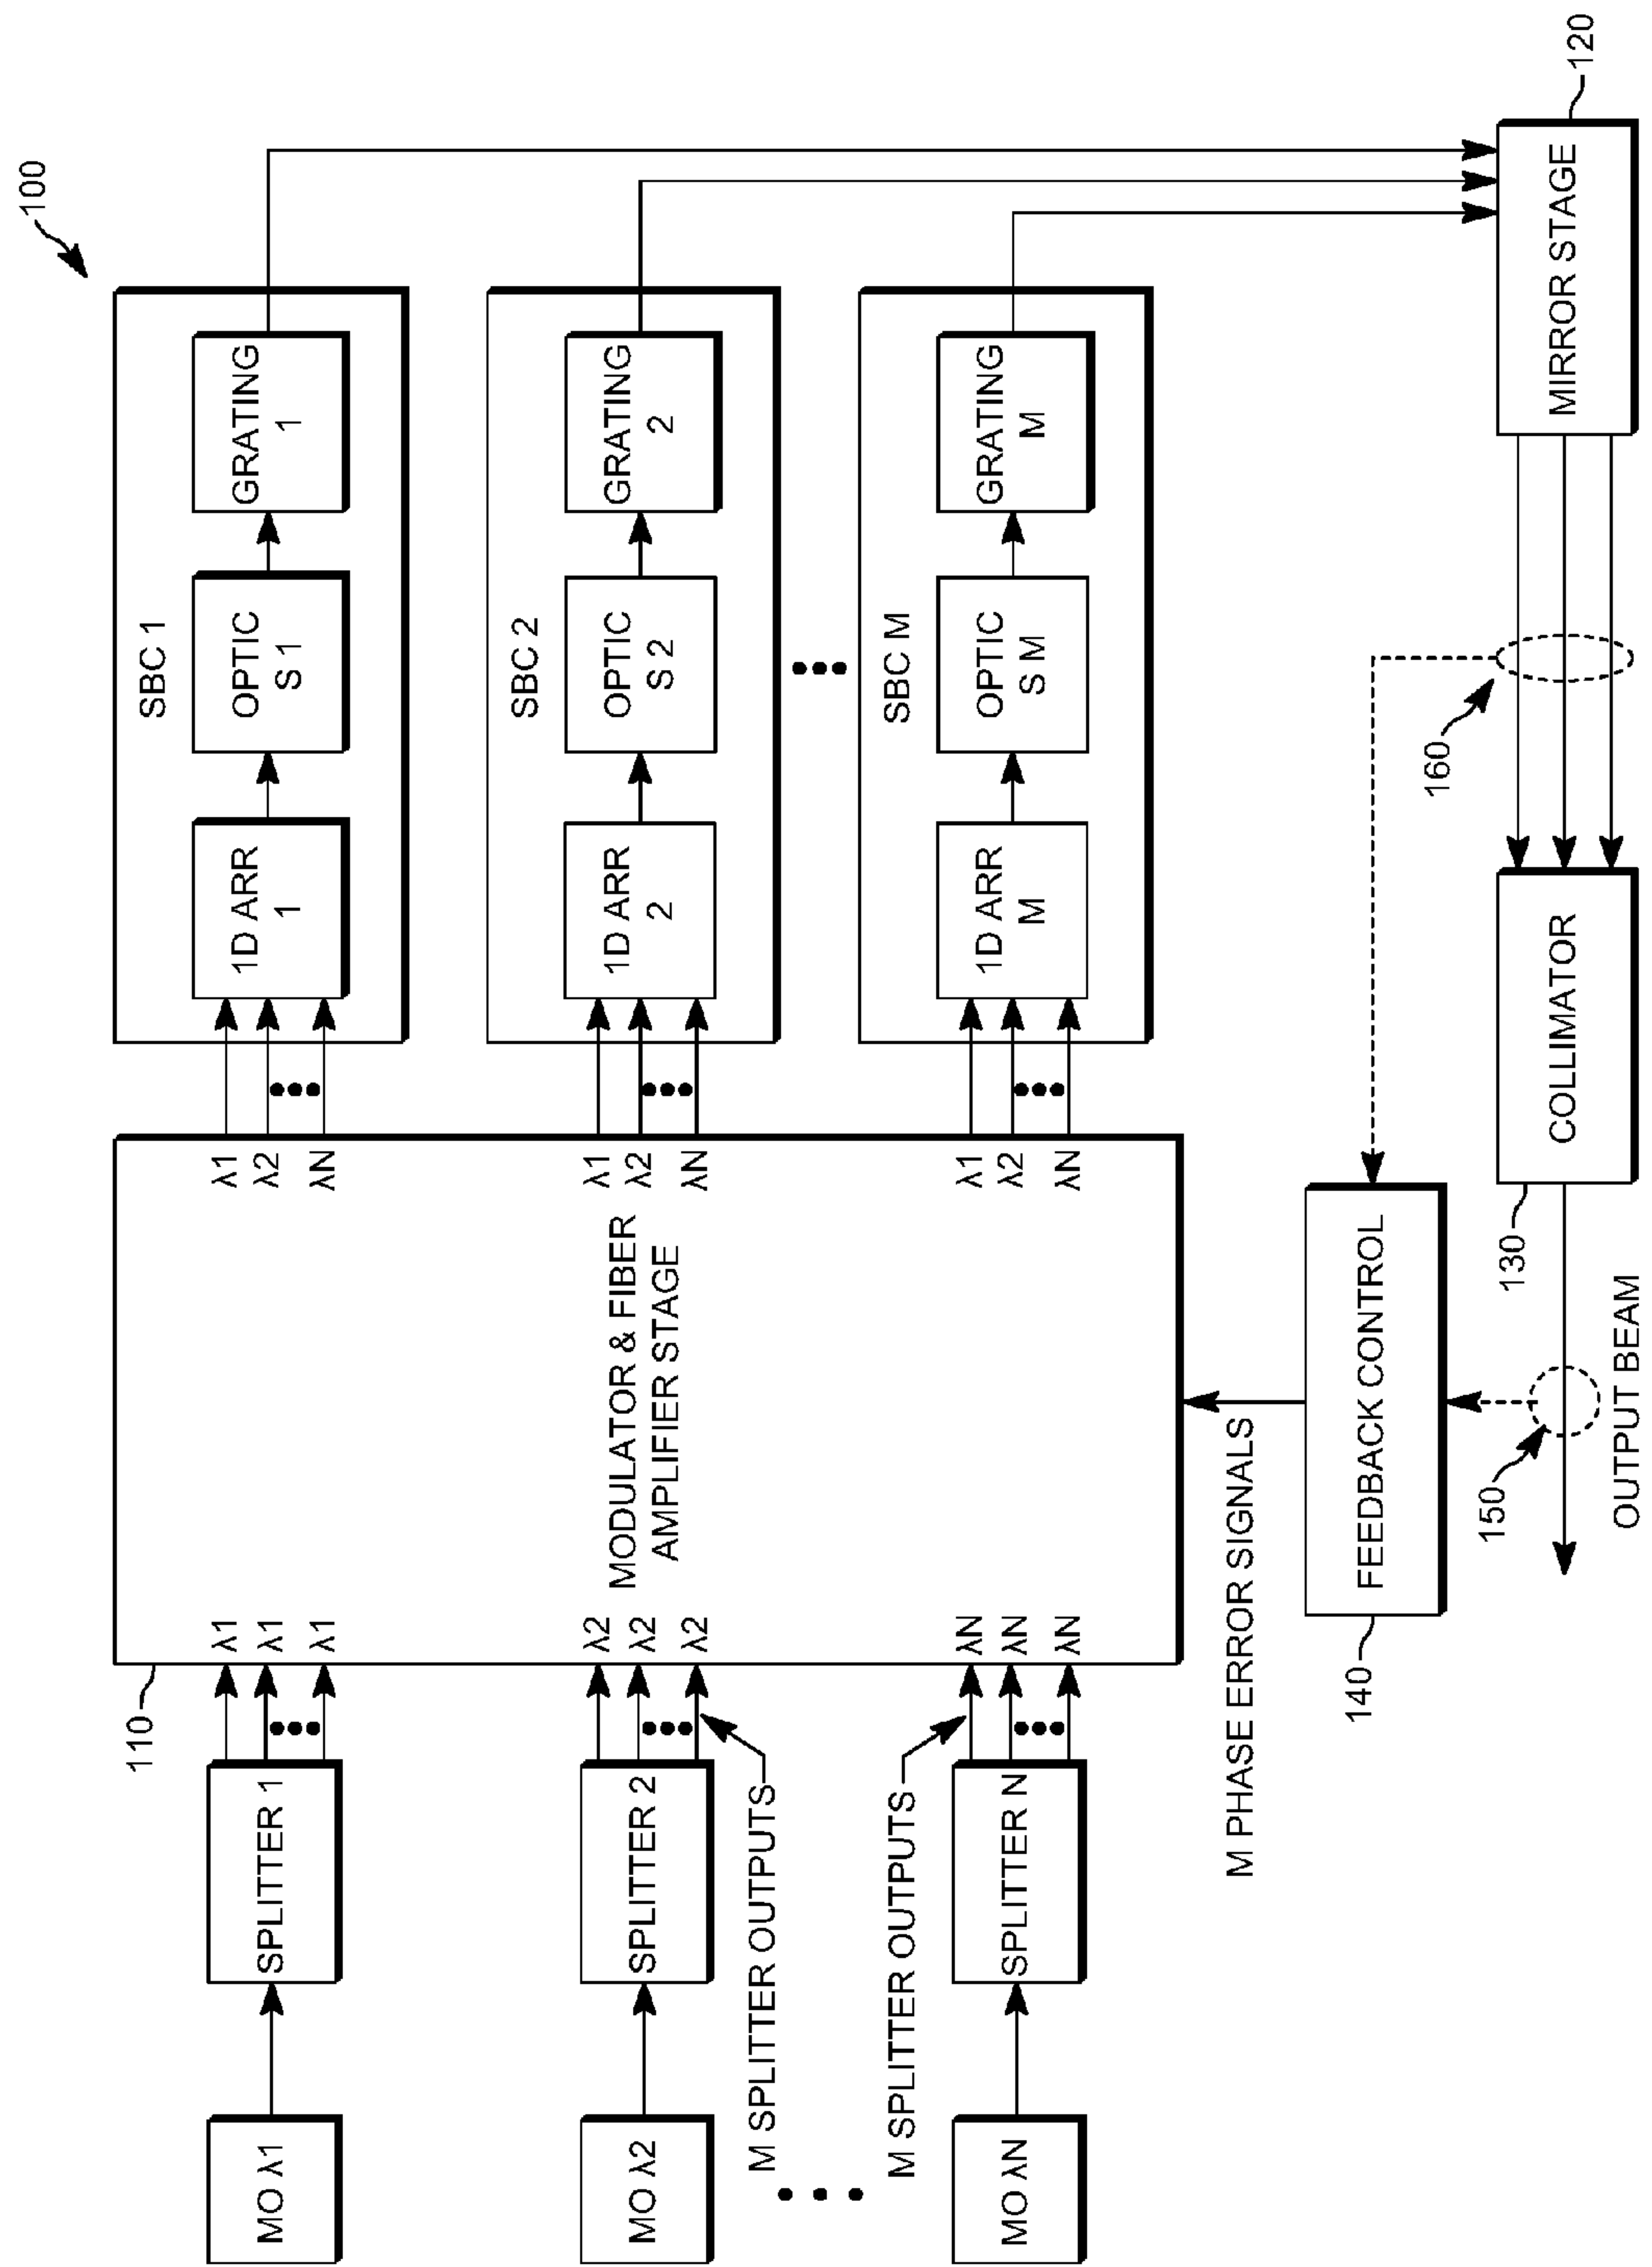 100
MO λ1
SPLITTER 1
110
λ1
λ1
λ1
λ1
λ2
λN
SBC 1
1D ARR
1
OPTIC
S 1
GRATING
1
MO λ2
SPLITTER 2
λ2
λ2
λ2
MODULATOR & FIBER
AMPLIFIER STAGE
λ1
λ2
λN
SBC 2
1D ARR
2
OPTIC
S 2
GRATING
2
M SPLITTER OUTPUTS
M SPLITTER OUTPUTS
MO λN
SPLITTER N
λN
λN
λN
λ1
λ2
λN
SBC M
1D ARR
M
OPTIC
S M
GRATING
M
M PHASE ERROR SIGNALS
140
FEEDBACK CONTROL
160
150
130
OUTPUT BEAM
COLLIMATOR
MIRROR STAGE
120